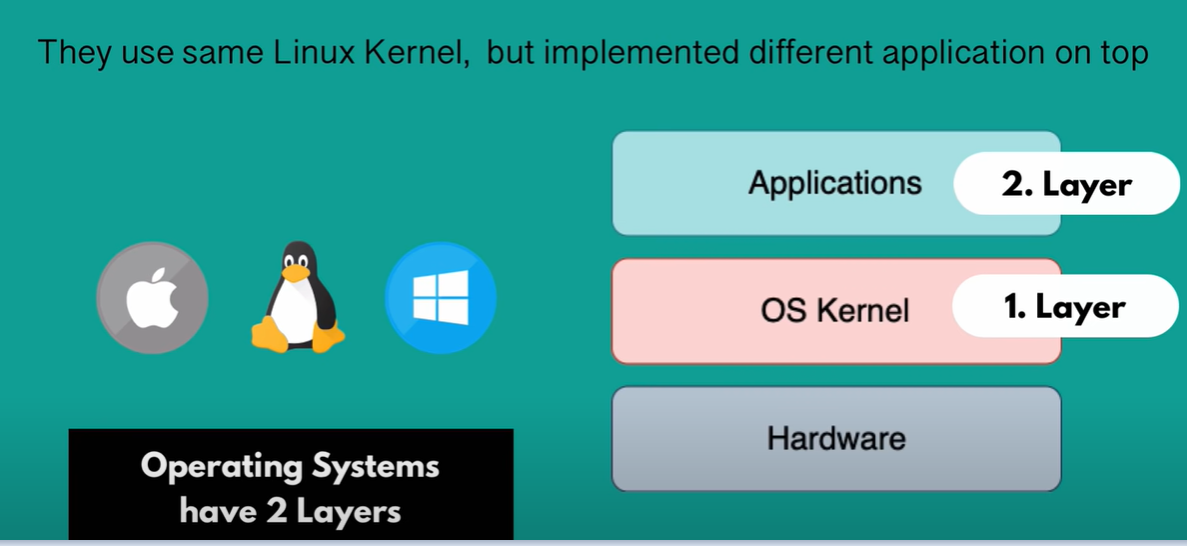 They use same Linux Kernel, but implemented different application on top
Applications
2. Layer
OS Kernel
1. Layer
Hardware
Operating Systems
have 2 Layers